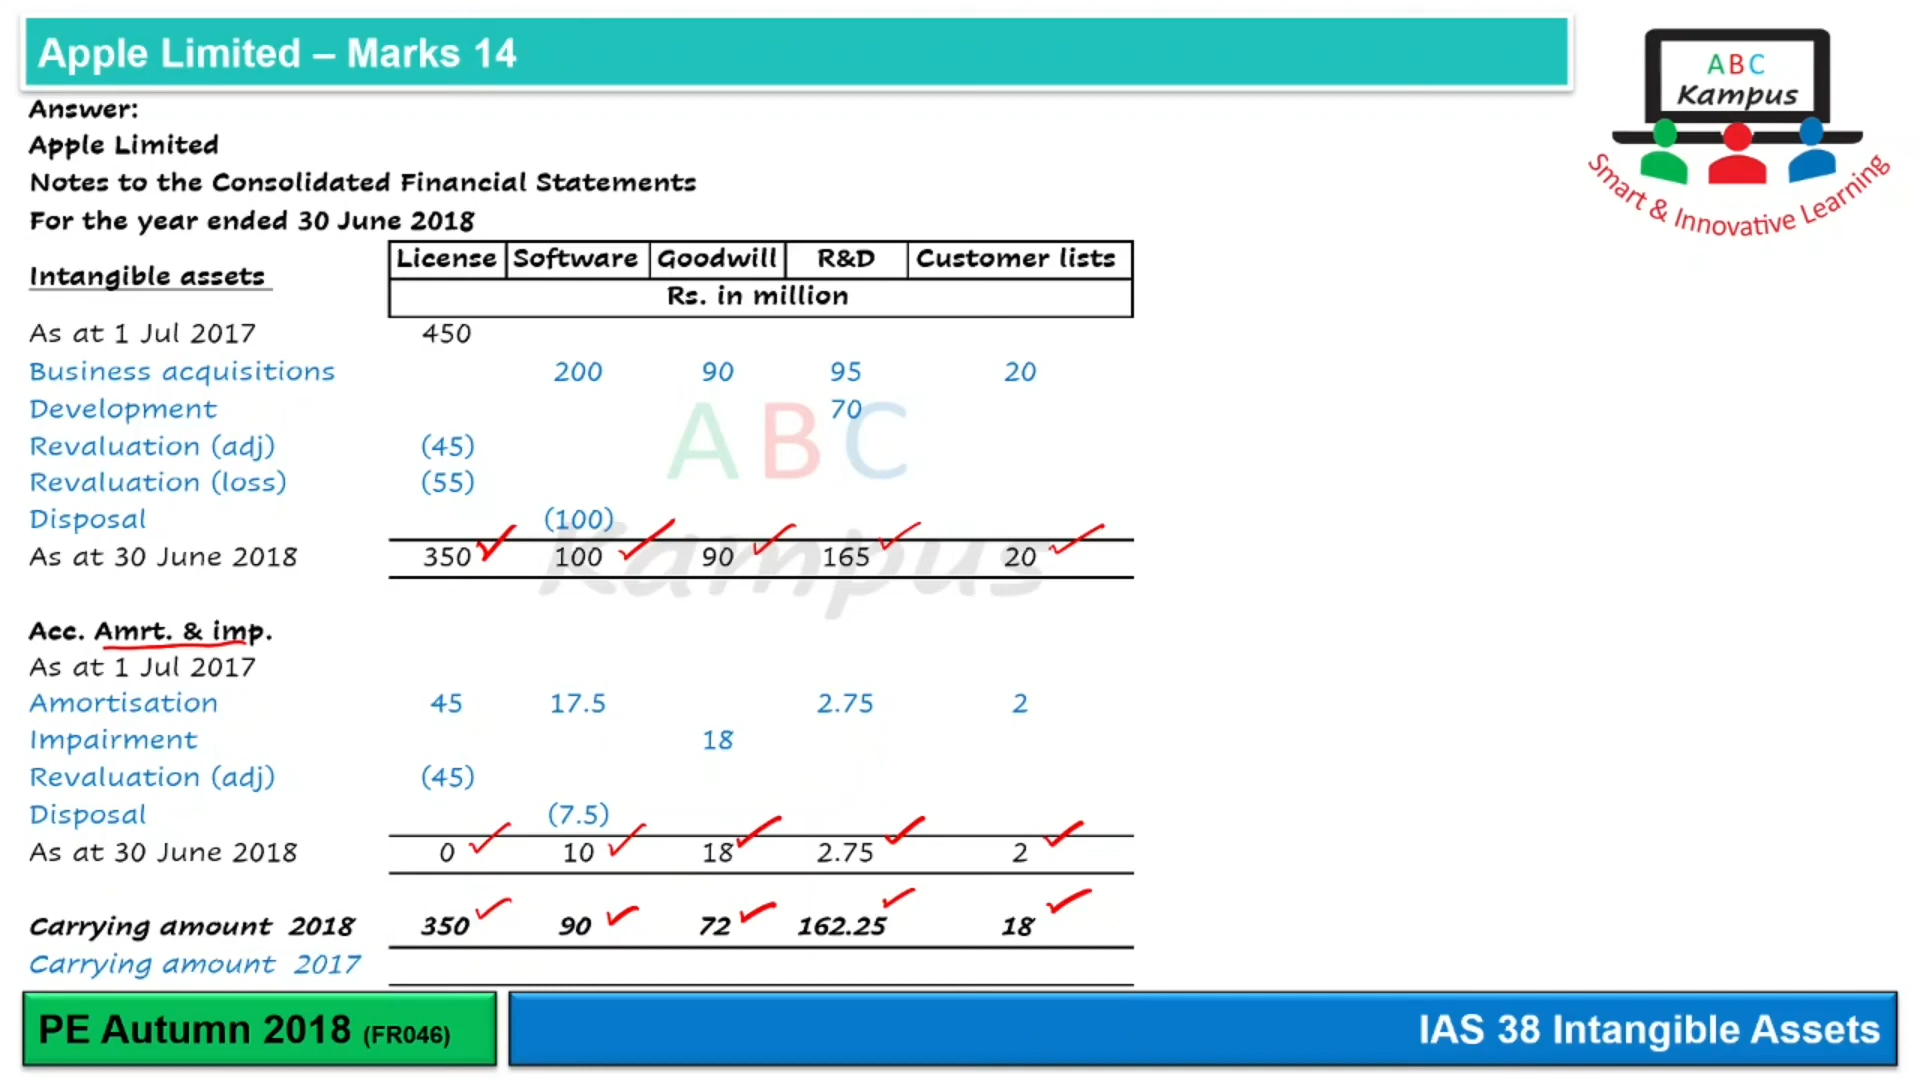 Apple Limited – Marks 14
ABC
Kampus
Smart & Innovative Learning
Answer:
Apple Limited
Notes to the Consolidated Financial Statements
For the year ended 30 June 2018
Intangible assets License Software Goodwill R&D Customer lists
Rs. in million
As at 1 Jul 2017 450
Business acquisitions 200 90 95 20
Development 70
Revaluation (adj) (45)
Revaluation (loss) (55)
Disposal (100)
As at 30 June 2018 350 100 90 165 20
ABC
Kampus
Acc. Amrt. & imp.
As at 1 Jul 2017
Amortisation 45 17.5 2.75 2
Impairment 18
Revaluation (adj) (45)
Disposal (7.5)
As at 30 June 2018 0 10 18 2.75 2
Carrying amount 2018 350 90 72 162.25 18
Carrying amount 2017
PE Autumn 2018 (FR046)
IAS 38 Intangible Assets